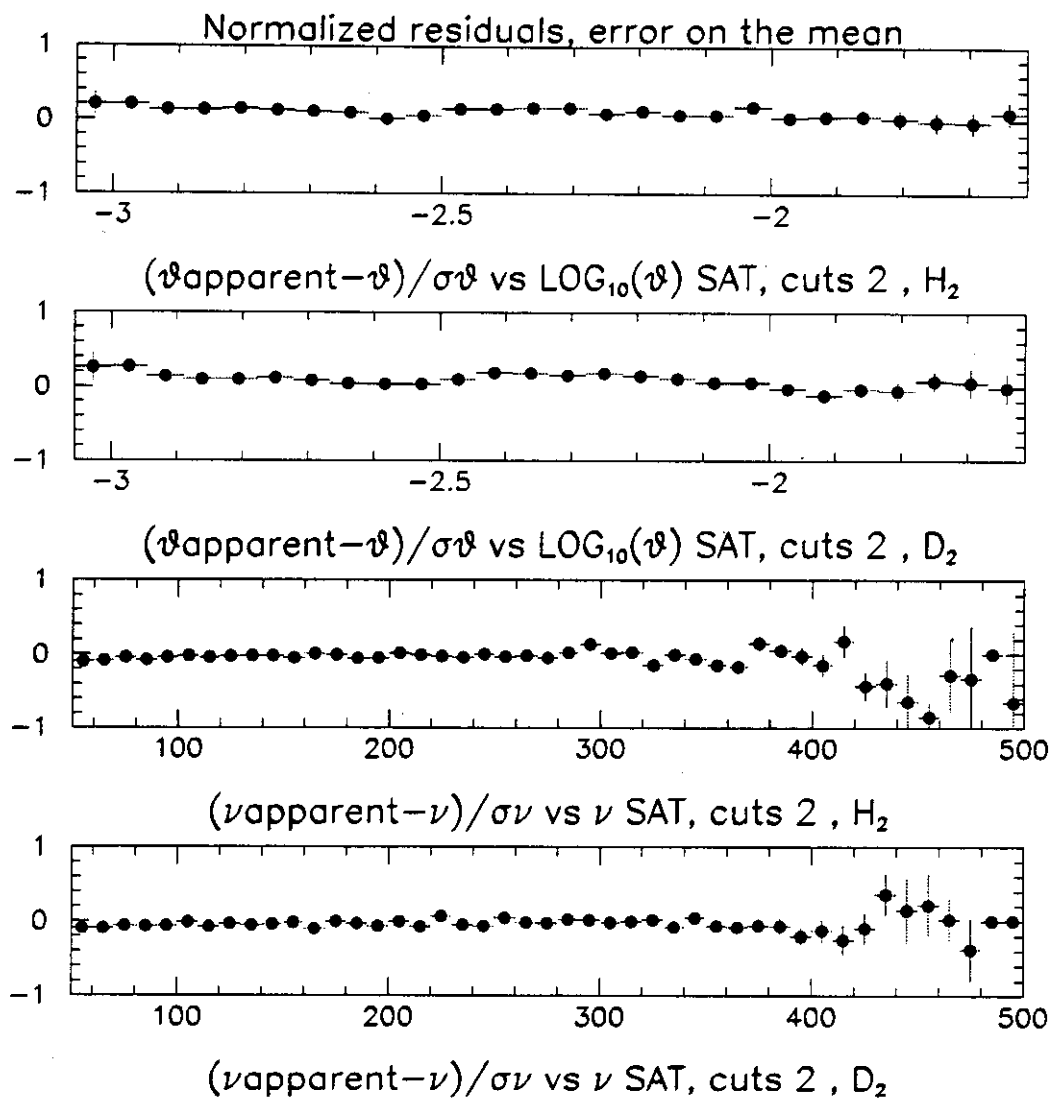 Normalized residuals, error on the mean
1
0
−1
−3 −2.5 −2
(ϑapparent−ϑ)/σϑ vs LOG₁₀(ϑ) SAT, cuts 2 , H₂
1
0
−1
−3 −2.5 −2
(ϑapparent−ϑ)/σϑ vs LOG₁₀(ϑ) SAT, cuts 2 , D₂
1
0
−1
100 200 300 400 500
(νapparent−ν)/σν vs ν SAT, cuts 2 , H₂
1
0
−1
100 200 300 400 500
(νapparent−ν)/σν vs ν SAT, cuts 2 , D₂